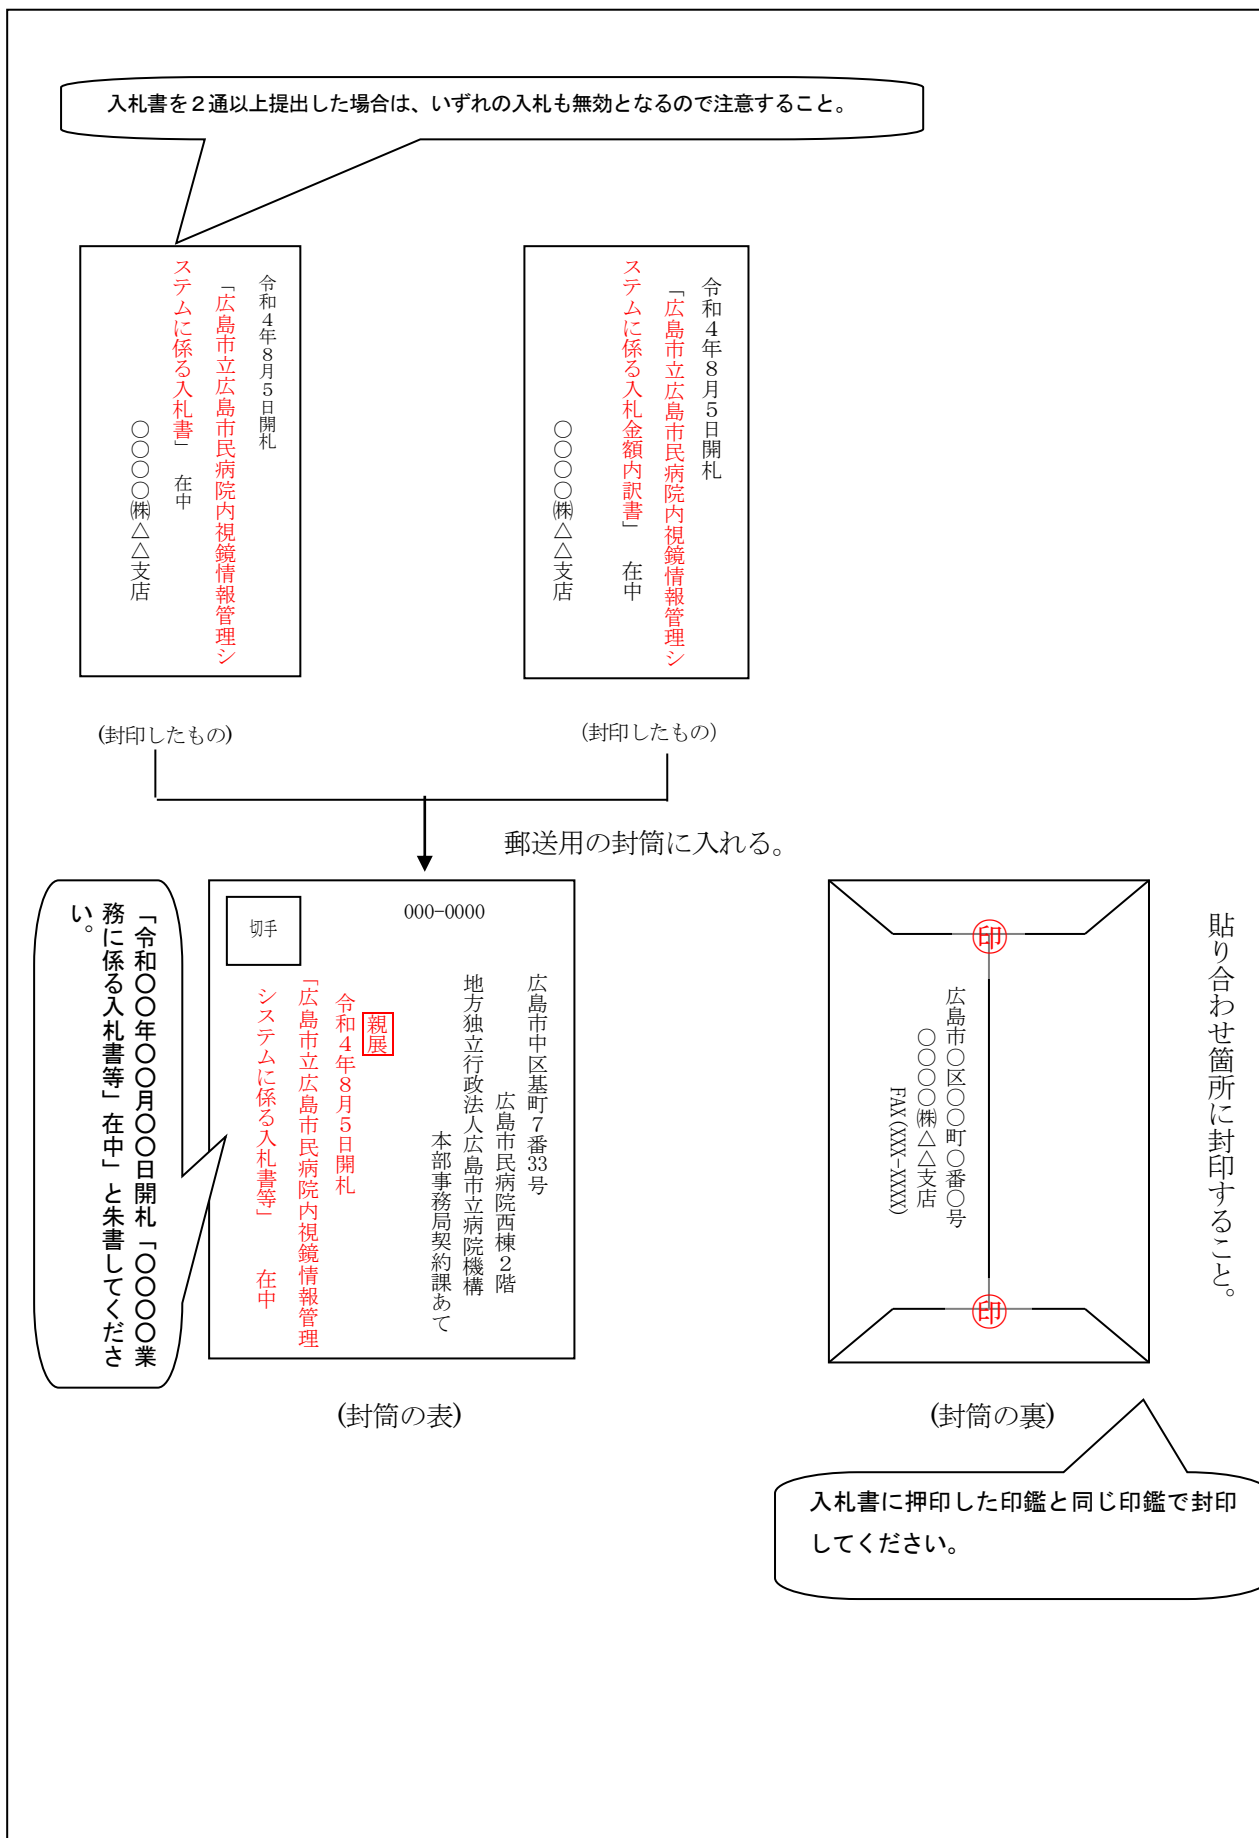 入札書を２通以上提出した場合は、いずれの入札も無効となるので注意すること。
令和４年８月５日開札
「広島市立広島市民病院内視鏡情報管理シ
ステムに係る入札書」　在中
〇〇〇〇㈱△△支店
令和４年８月５日開札
「広島市立広島市民病院内視鏡情報管理シ
ステムに係る入札金額内訳書」　在中
〇〇〇〇㈱△△支店
(封印したもの)
（封印したもの）
郵送用の封筒に入れる。
「令和〇〇年〇〇月〇〇日開札「〇〇〇〇業
務に係る入札書等」在中」と朱書してくださ
い。
切手
000-0000
広島市中区基町７番33号
広島市民病院西棟２階
地方独立行政法人広島市立病院機構
本部事務局契約課あて
親展
令和４年８月５日開札
「広島市立広島市民病院内視鏡情報管理
システムに係る入札書等」　在中
(封筒の表)
貼り合わせ箇所に封印すること。
印
広島市〇区〇〇町〇番〇号
〇〇〇〇㈱△△支店
FAX(XXX-XXXX)
印
(封筒の裏)
入札書に押印した印鑑と同じ印鑑で封印
してください。